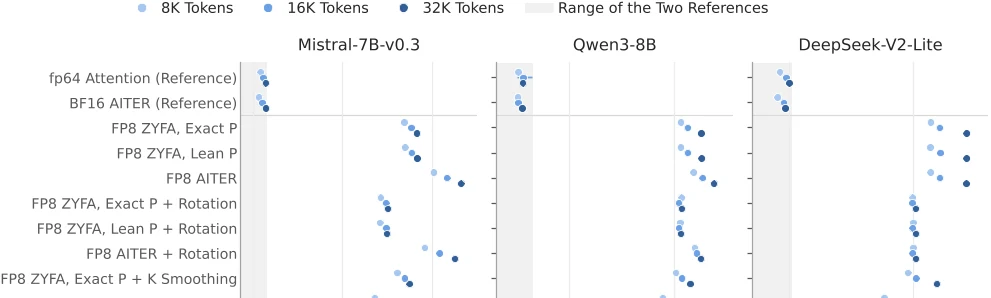 8K Tokens 16K Tokens 32K Tokens Range of the Two References
Mistral-7B-v0.3 Qwen3-8B DeepSeek-V2-Lite
fp64 Attention (Reference)
BF16 AITER (Reference)
FP8 ZYFA, Exact P
FP8 ZYFA, Lean P
FP8 AITER
FP8 ZYFA, Exact P + Rotation
FP8 ZYFA, Lean P + Rotation
FP8 AITER + Rotation
FP8 ZYFA, Exact P + K Smoothing